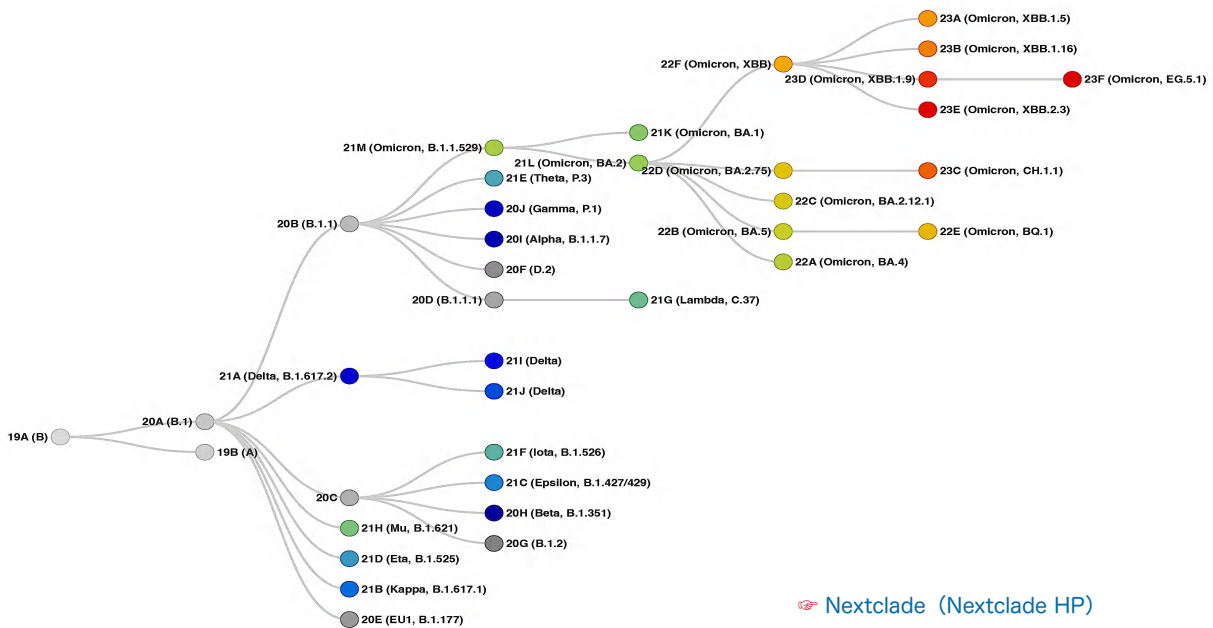 23A (Omicron, XBB.1.5)
23B (Omicron, XBB.1.16)
22F (Omicron, XBB)
23D (Omicron, XBB.1.9)
23F (Omicron, EG.5.1)
23E (Omicron, XBB.2.3)
21K (Omicron, BA.1)
21M (Omicron, B.1.1.529)
21L (Omicron, BA.2)
22D (Omicron, BA.2.75)
23C (Omicron, CH.1.1)
21E (Theta, P.3)
22C (Omicron, BA.2.12.1)
20J (Gamma, P.1)
20B (B.1.1)
22B (Omicron, BA.5)
22E (Omicron, BQ.1)
20I (Alpha, B.1.1.7)
22A (Omicron, BA.4)
20F (D.2)
20D (B.1.1.1)
21G (Lambda, C.37)
21I (Delta)
21A (Delta, B.1.617.2)
21J (Delta)
20A (B.1)
19A (B)
19B (A)
21F (Iota, B.1.526)
21C (Epsilon, B.1.427/429)
20C
20H (Beta, B.1.351)
21H (Mu, B.1.621)
20G (B.1.2)
21D (Eta, B.1.525)
21B (Kappa, B.1.617.1)
20E (EU1, B.1.177)
☞ Nextclade（Nextclade HP）